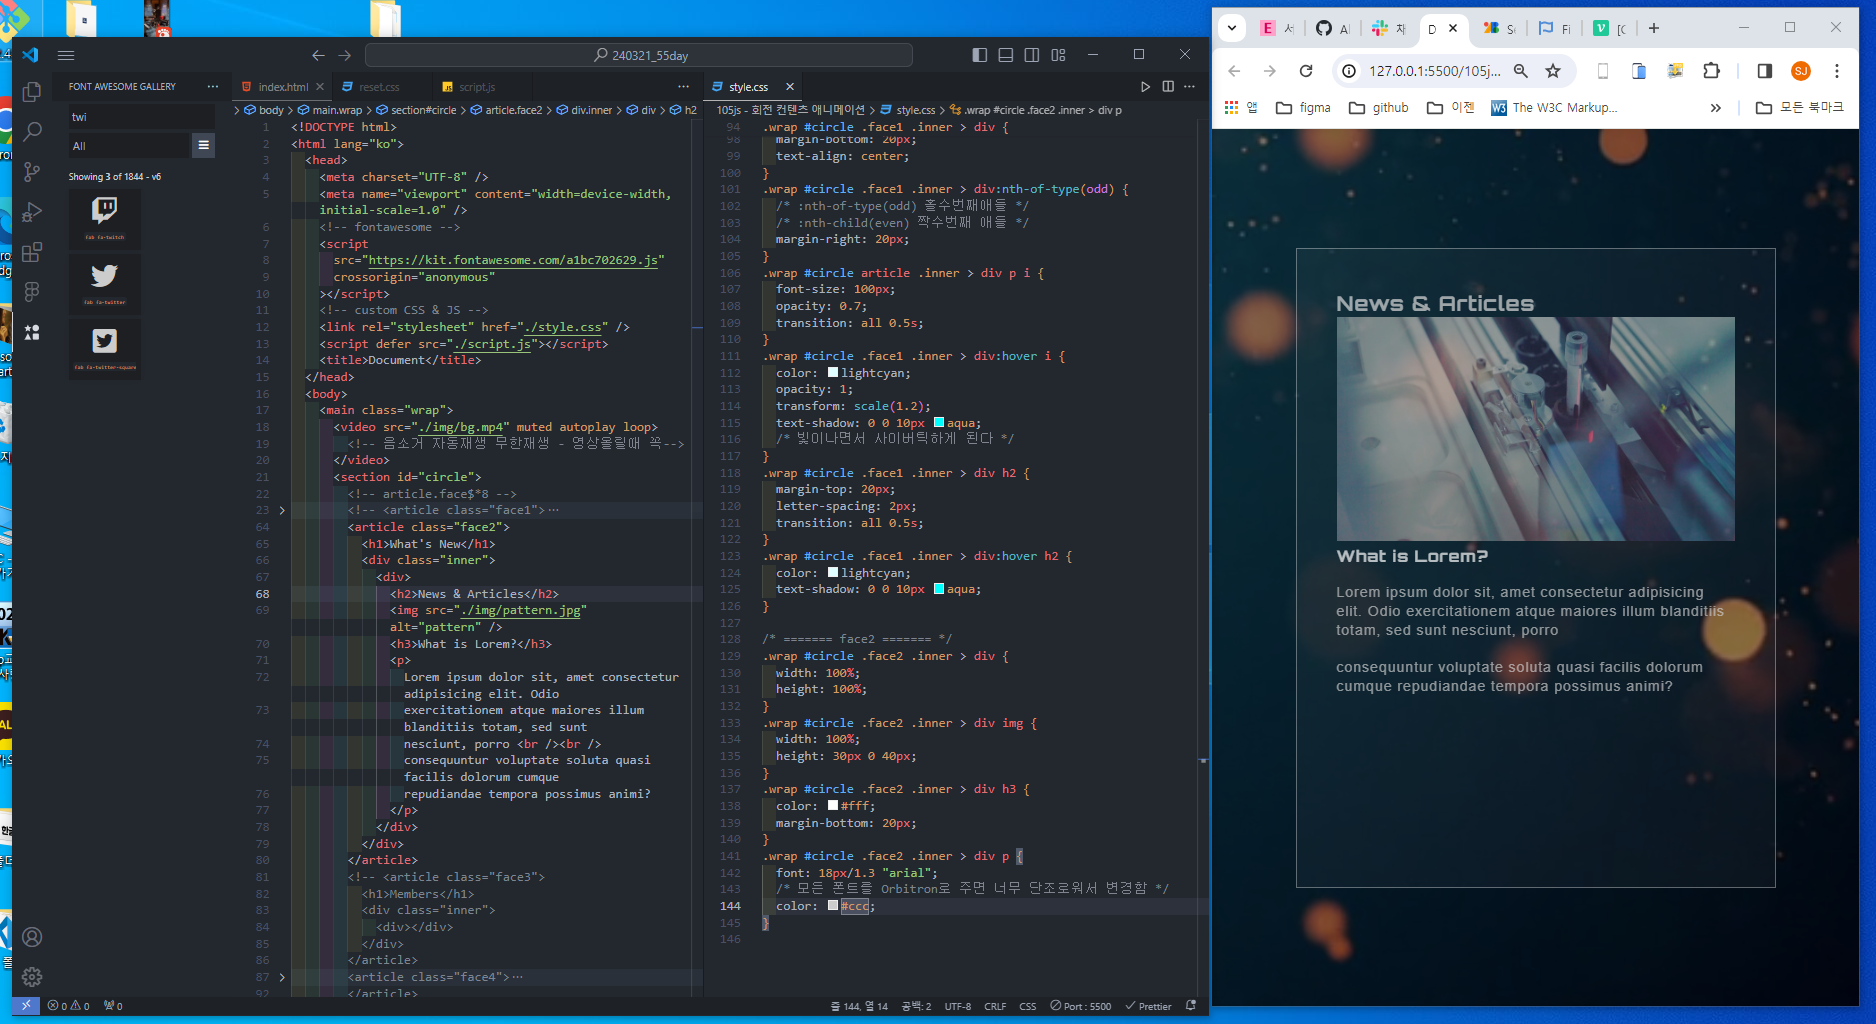 240321_55day
FONT AWESOME GALLERY
twi
All
Showing 3 of 1844 - v6
fab fa-twitch
fab fa-twitter
fab fa-twitter-square
index.html
reset.css
script.js
body > main.wrap > section#circle > article.face2 > div.inner > div > h2
1 <!DOCTYPE html>
2 <html lang="ko">
3 <head>
4 <meta charset="UTF-8" />
5 <meta name="viewport" content="width=device-width,
initial-scale=1.0" />
6 <!-- fontawesome -->
7 <script
8 src="https://kit.fontawesome.com/a1bc702629.js"
9 crossorigin="anonymous"
10 ></script>
11 <!-- custom CSS & JS -->
12 <link rel="stylesheet" href="./style.css" />
13 <script defer src="./script.js"></script>
14 <title>Document</title>
15 </head>
16 <body>
17 <main class="wrap">
18 <video src="./img/bg.mp4" muted autoplay loop>
19 <!-- 음소거 자동재생 무한재생 - 영상올릴때 꼭-->
20 </video>
21 <section id="circle">
22 <!-- article.face$*8 -->
23 <!-- <article class="face1">…
64 <article class="face2">
65 <h1>What's New</h1>
66 <div class="inner">
67 <div>
68 <h2>News & Articles</h2>
69 <img src="./img/pattern.jpg"
alt="pattern" />
70 <h3>What is Lorem?</h3>
71 <p>
72 Lorem ipsum dolor sit, amet consectetur
adipisicing elit. Odio
73 exercitationem atque maiores illum
blanditiis totam, sed sunt
74 nesciunt, porro <br /><br />
75 consequuntur voluptate soluta quasi
facilis dolorum cumque
76 repudiandae tempora possimus animi?
77 </p>
78 </div>
79 </div>
80 </article>
81 <!-- <article class="face3">
82 <h1>Members</h1>
83 <div class="inner">
84 <div></div>
85 </div>
86 </article>
87 <article class="face4">…
92 </article>
style.css
105js - 회전 컨텐츠 애니메이션 > style.css > .wrap #circle .face2 .inner > div p
94 .wrap #circle .face1 .inner > div {
98 margin-bottom: 20px;
99 text-align: center;
100 }
101 .wrap #circle .face1 .inner > div:nth-of-type(odd) {
102 /* :nth-of-type(odd) 홀수번째애들 */
103 /* :nth-child(even) 짝수번째 애들 */
104 margin-right: 20px;
105 }
106 .wrap #circle article .inner > div p i {
107 font-size: 100px;
108 opacity: 0.7;
109 transition: all 0.5s;
110 }
111 .wrap #circle .face1 .inner > div:hover i {
112 color: lightcyan;
113 opacity: 1;
114 transform: scale(1.2);
115 text-shadow: 0 0 10px aqua;
116 /* 빛이나면서 사이버틱하게 된다 */
117 }
118 .wrap #circle .face1 .inner > div h2 {
119 margin-top: 20px;
120 letter-spacing: 2px;
121 transition: all 0.5s;
122 }
123 .wrap #circle .face1 .inner > div:hover h2 {
124 color: lightcyan;
125 text-shadow: 0 0 10px aqua;
126 }
127
128 /* ======= face2 ======= */
129 .wrap #circle .face2 .inner > div {
130 width: 100%;
131 height: 100%;
132 }
133 .wrap #circle .face2 .inner > div img {
134 width: 100%;
135 height: 30px 0 40px;
136 }
137 .wrap #circle .face2 .inner > div h3 {
138 color: #fff;
139 margin-bottom: 20px;
140 }
141 .wrap #circle .face2 .inner > div p {
142 font: 18px/1.3 "arial";
143 /* 모든 폰트를 Orbitron로 주면 너무 단조로워서 변경함 */
144 color: #ccc;
145 }
146
0 0 0
줄 144, 열 14 공백: 2 UTF-8 CRLF CSS Port : 5500 Prettier
127.0.0.1:5500/105j...
SJ
앱 figma github 이젠 W3 The W3C Markup... » 모든 북마크
News & Articles
What is Lorem?
Lorem ipsum dolor sit, amet consectetur adipisicing
elit. Odio exercitationem atque maiores illum blanditiis
totam, sed sunt nesciunt, porro
consequuntur voluptate soluta quasi facilis dolorum
cumque repudiandae tempora possimus animi?